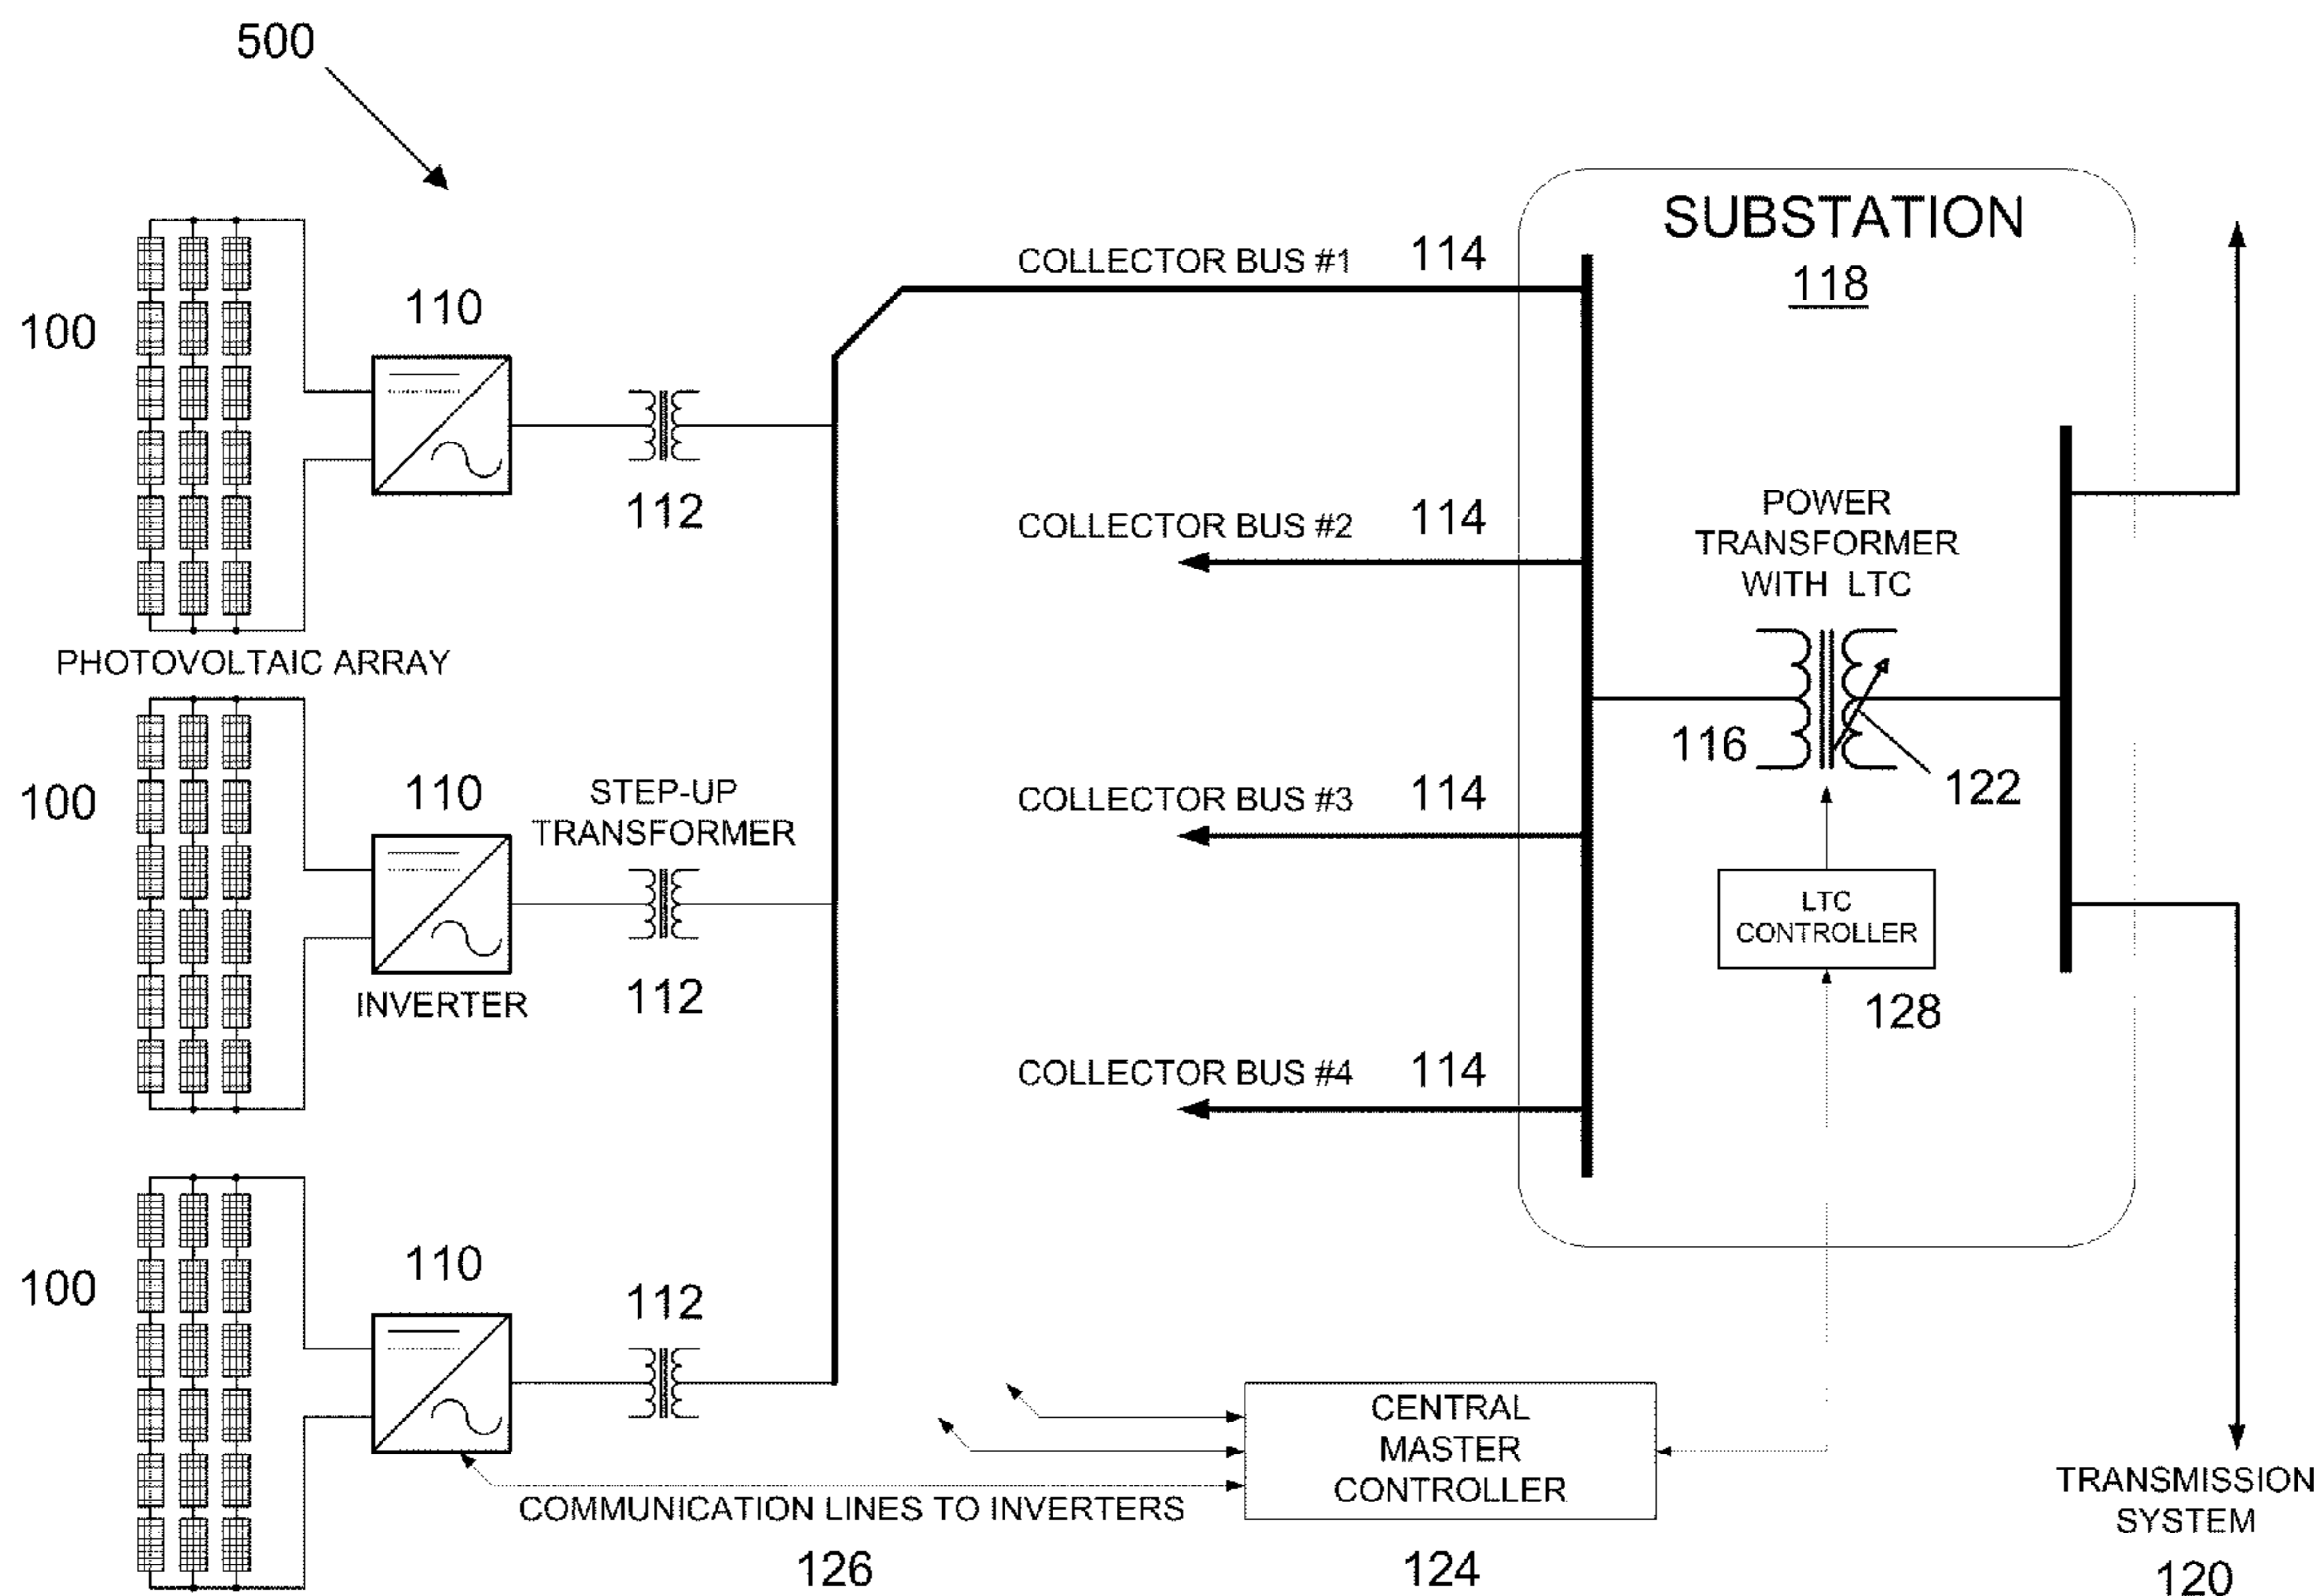 500
SUBSTATION
118
COLLECTOR BUS #1 114
100
110
112
PHOTOVOLTAIC ARRAY
COLLECTOR BUS #2 114
POWER
TRANSFORMER
WITH LTC
116
122
100
110
STEP-UP
TRANSFORMER
INVERTER
112
COLLECTOR BUS #3 114
LTC
CONTROLLER
128
COLLECTOR BUS #4 114
100
110
112
CENTRAL
MASTER
CONTROLLER
124
COMMUNICATION LINES TO INVERTERS
126
TRANSMISSION
SYSTEM
120